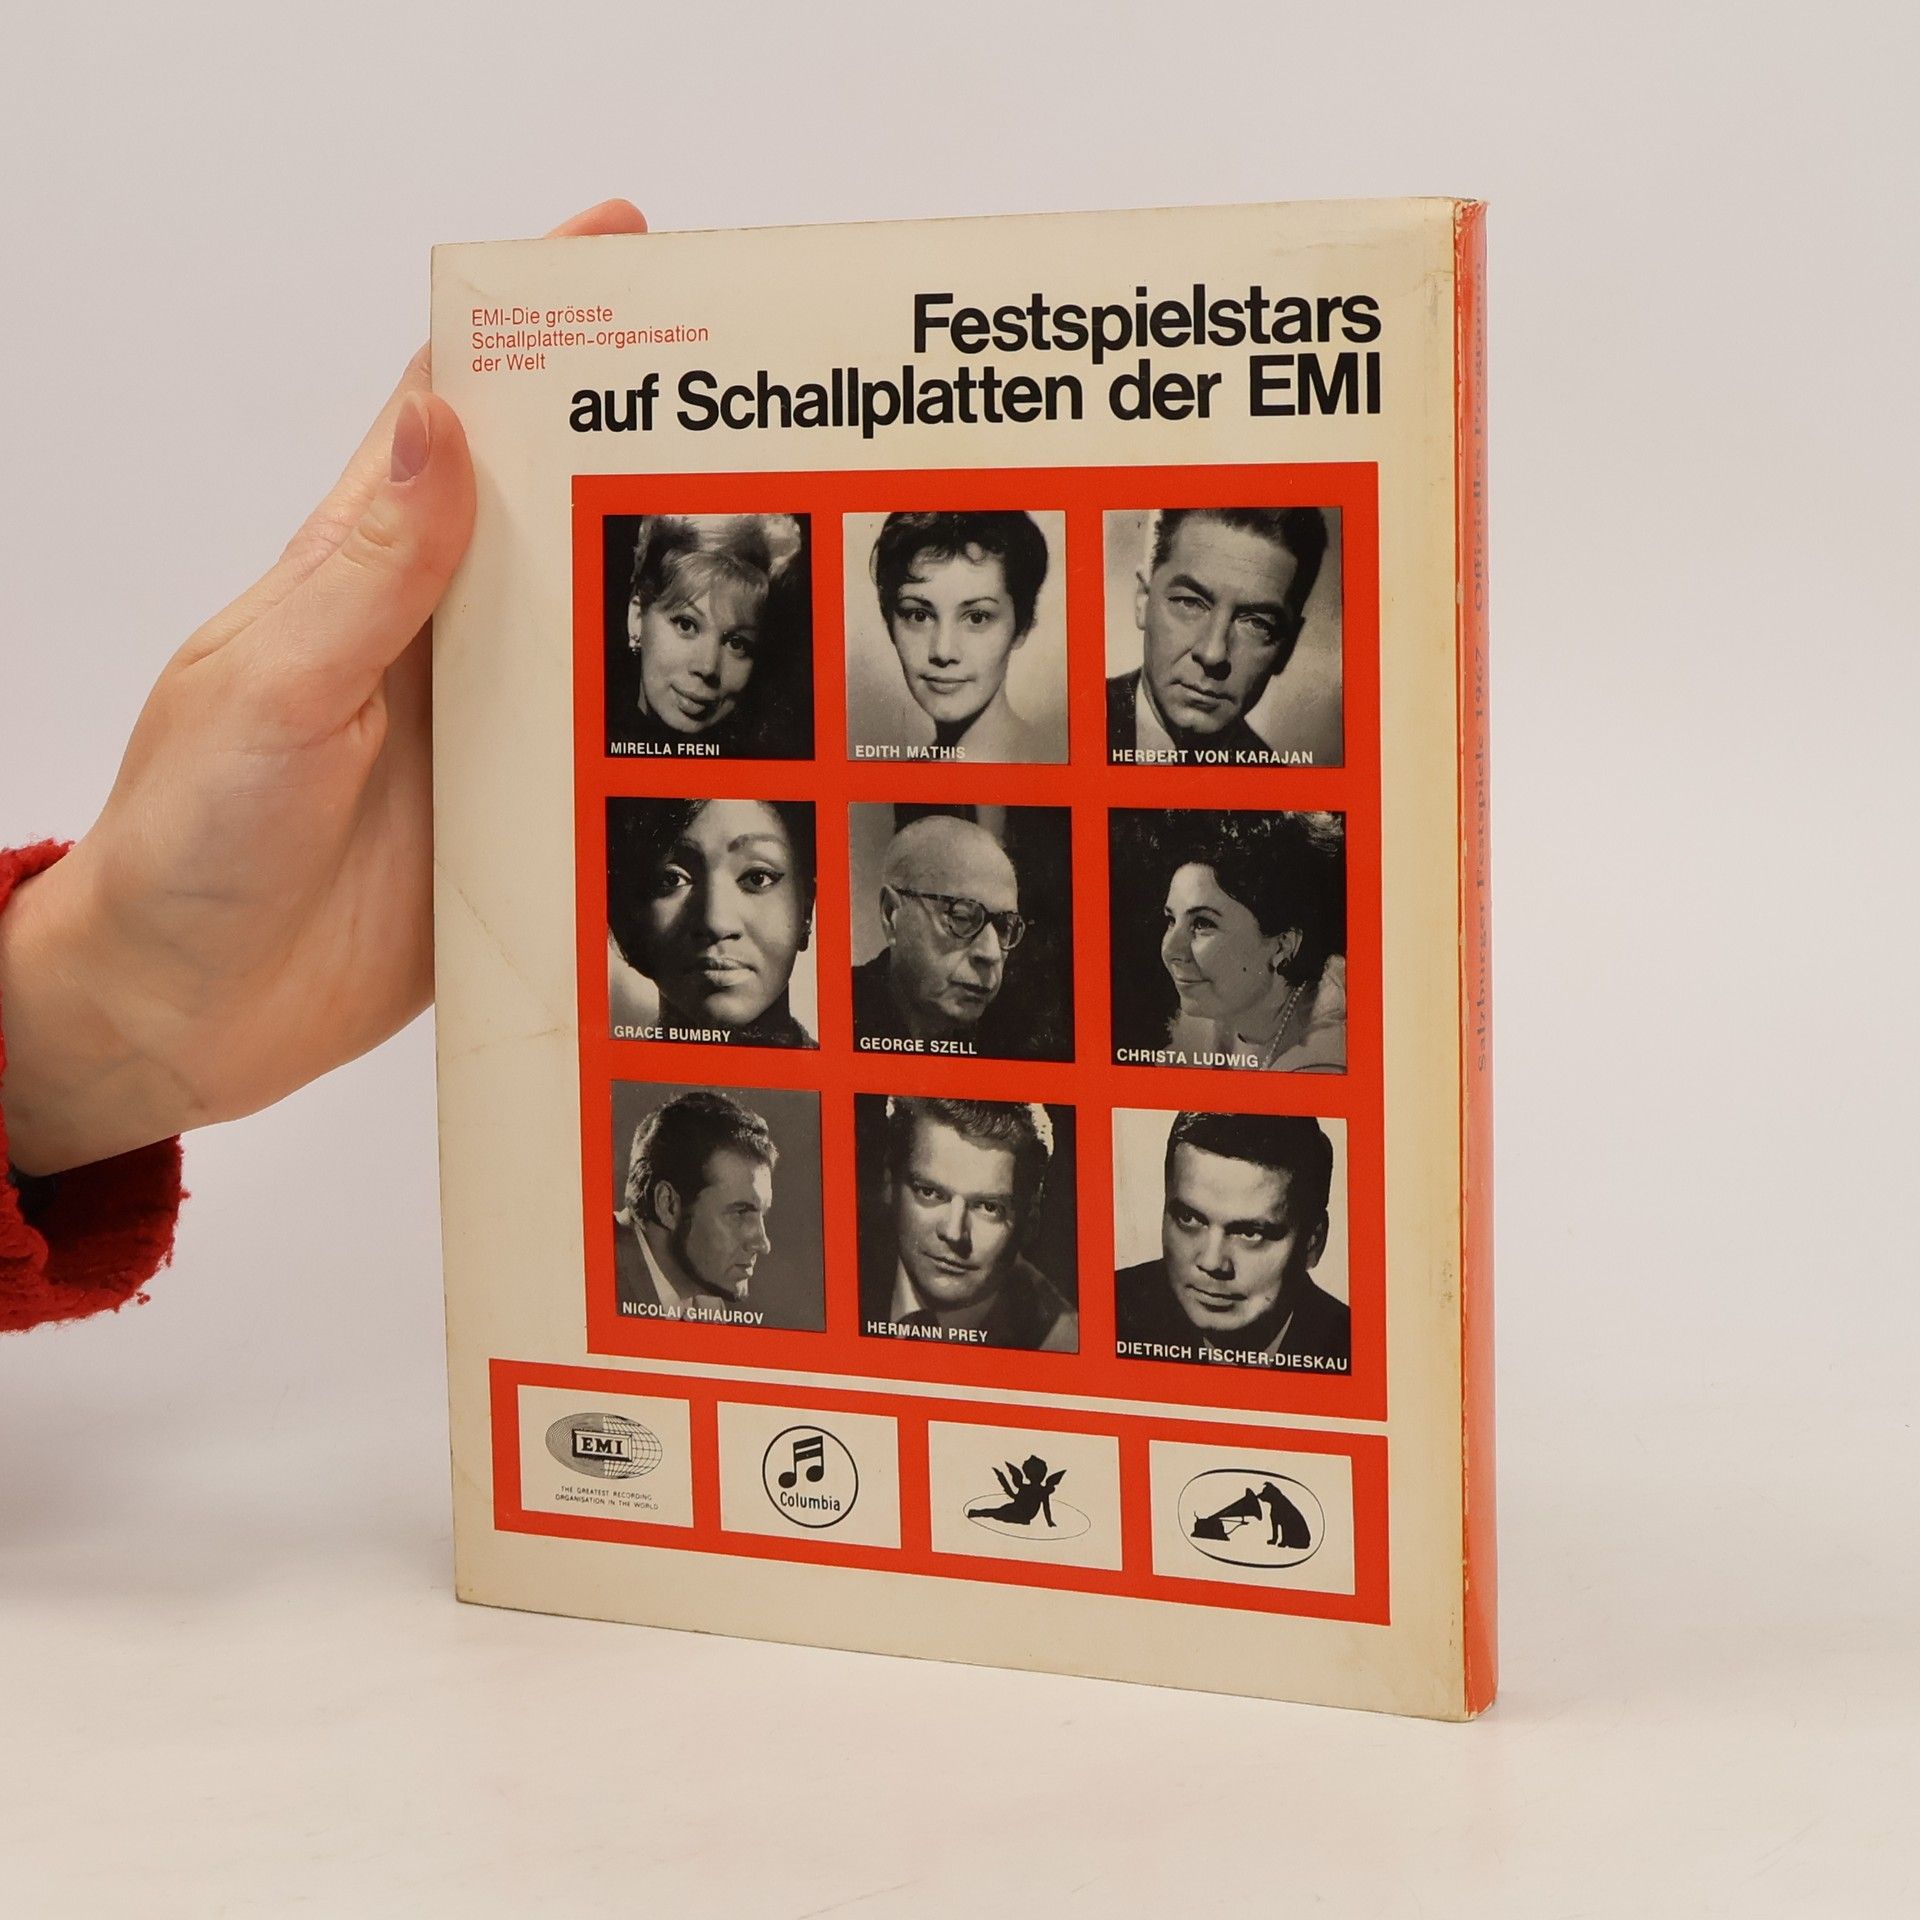 EMI-Die grösste
Schallplatten-organisation
der Welt
Festspielstars
auf Schallplatten der EMI
MIRELLA FRENI
EDITH MATHIS
HERBERT VON KARAJAN
GRACE BUMBRY
GEORGE SZELL
CHRISTA LUDWIG
NICOLAI GHIAUROV
HERMANN PREY
DIETRICH FISCHER-DIESKAU
EMI
THE GREATEST RECORDING
ORGANISATION IN THE WORLD
Columbia
Salzburger Festspiele 1967 · Offizielles Programm